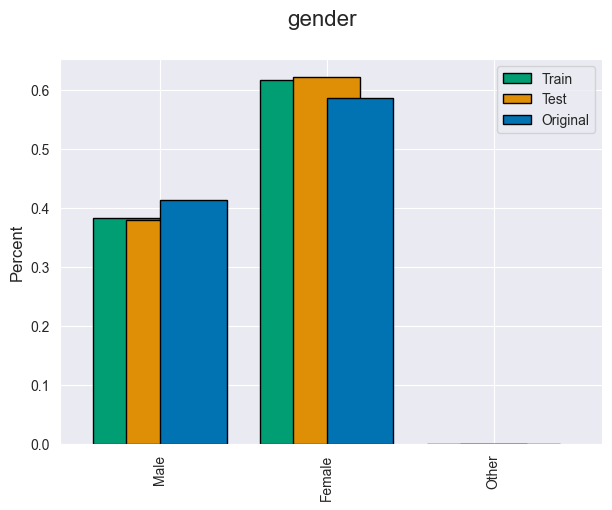 gender
Train
Test
Original
Percent
0.6
0.5
0.4
0.3
0.2
0.1
0.0
Male
Female
Other